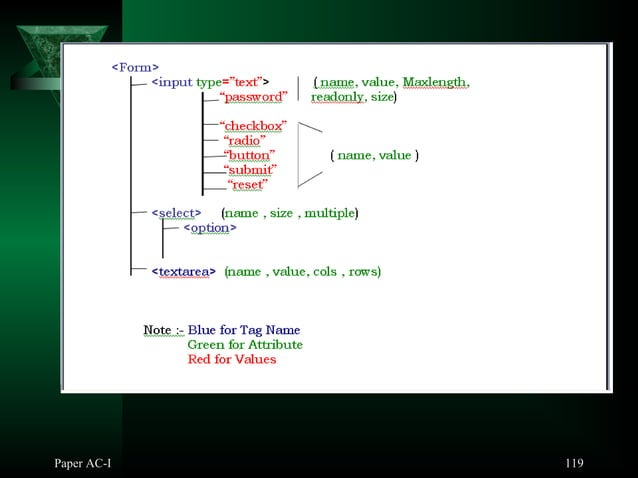 <Form>
<input type="text"> ( name, value, Maxlength,
"password" readonly, size)
"checkbox"
"radio"
"button" ( name, value )
"submit"
"reset"
<select> (name , size , multiple)
<option>
<textarea> (name , value, cols , rows)
Note :- Blue for Tag Name
Green for Attribute
Red for Values
Paper AC-I 119